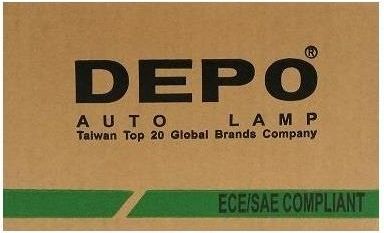 DEPO®
AUTO LAMP
Taiwan Top 20 Global Brands Company
ECE/SAE COMPLIANT